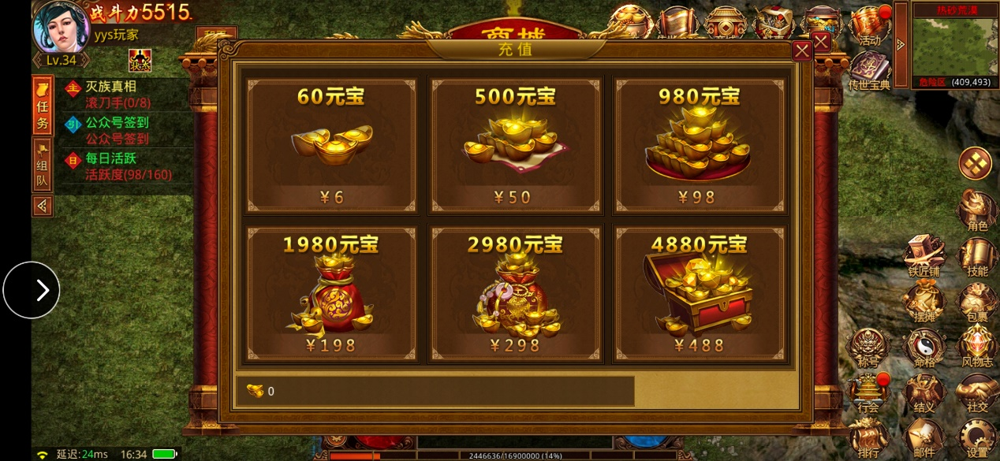 战斗力5515
yys玩家
Lv.34
状态
任务
组队
主 灭族真相
滚刀手(0/8)
引 公众号签到
公众号签到
日 每日活跃
活跃度(98/160)
商城
充值
60元宝
¥6
500元宝
¥50
980元宝
¥98
1980元宝
¥198
2980元宝
¥298
4880元宝
¥488
0
活动
传世宝典
热砂荒漠
危险区 (409,493)
角色
铁匠铺
技能
摆摊
包裹
称号
命格
风物志
行会
结义
社交
排行
邮件
设置
延迟:24ms 16:34
2446636/16900000 (14%)